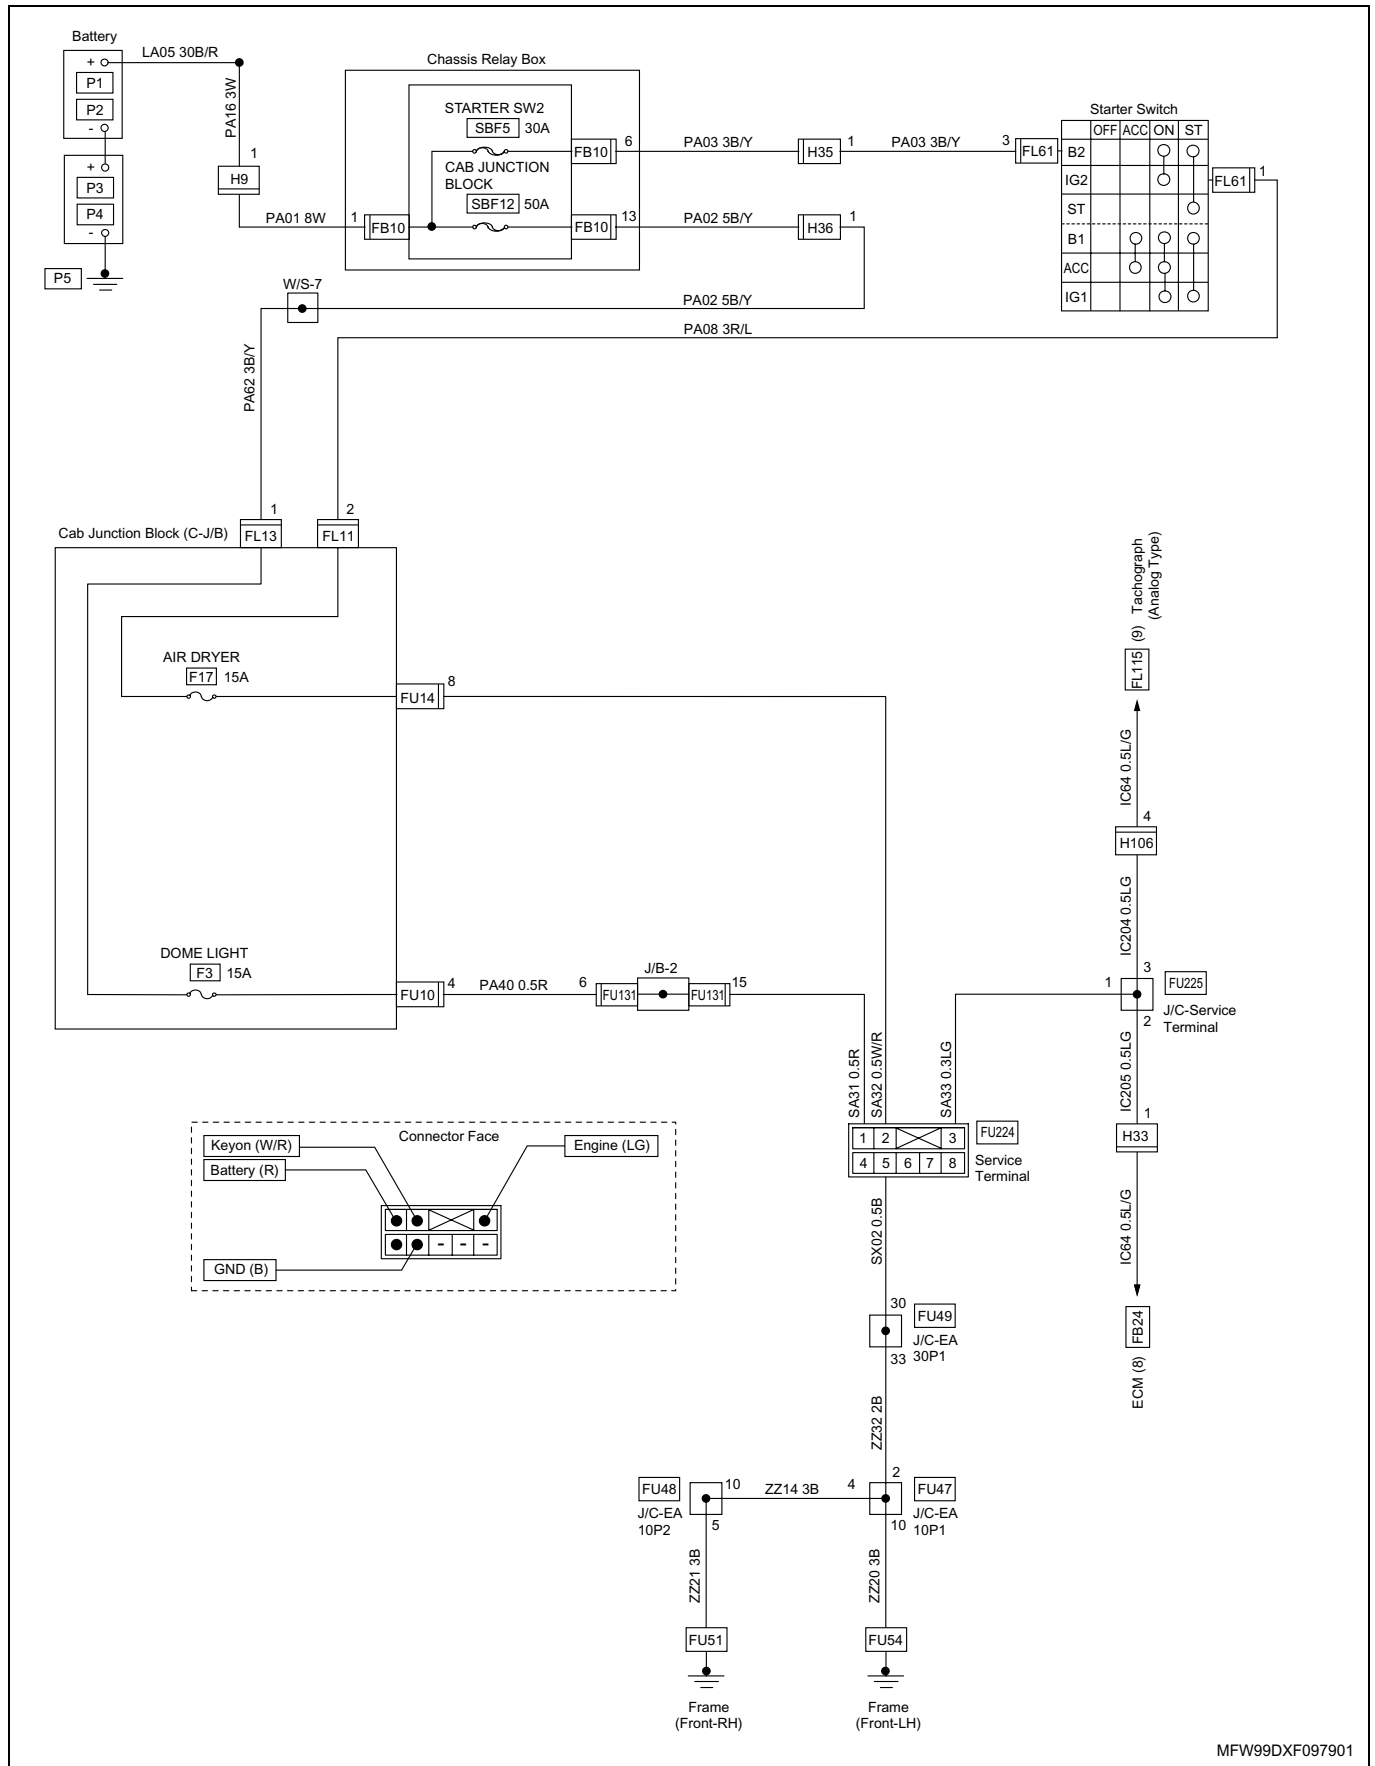 Battery
LA05 30B/R
+
P1
P2
-
+
P3
P4
-
P5
PA16 3W
1
H9
PA01 8W
Chassis Relay Box
STARTER SW2
SBF5 30A
CAB JUNCTION
BLOCK
SBF12 50A
1
FB10
FB10
6
FB10
13
PA03 3B/Y
H35
1
PA03 3B/Y
3
FL61
PA02 5B/Y
H36
1
Starter Switch
OFF ACC ON ST
B2
IG2
ST
B1
ACC
IG1
FL61
1
W/S-7
PA02 5B/Y
PA08 3R/L
PA62 3B/Y
1
FL13
2
FL11
Cab Junction Block (C-J/B)
AIR DRYER
F17 15A
FU14
8
DOME LIGHT
F3 15A
FU10
4
PA40 0.5R
6
FU131
J/B-2
FU131
15
SA31 0.5R
SA32 0.5W/R
SA33 0.3LG
Tachograph
(Analog Type)
FL115 (9)
IC64 0.5L/G
4
H106
IC204 0.5LG
3
1
FU225
J/C-Service
Terminal
2
IC205 0.5LG
1
H33
IC64 0.5L/G
FB24
ECM (8)
1 2 3
4 5 6 7 8
FU224
Service
Terminal
Connector Face
Keyon (W/R)
Battery (R)
Engine (LG)
- - -
GND (B)
SX02 0.5B
30
FU49
J/C-EA
30P1
33
ZZ32 2B
2
FU47
J/C-EA
10P1
4
10
ZZ14 3B
FU48
J/C-EA
10P2
10
5
ZZ21 3B
ZZ20 3B
FU51
FU54
Frame
(Front-RH)
Frame
(Front-LH)
MFW99DXF097901